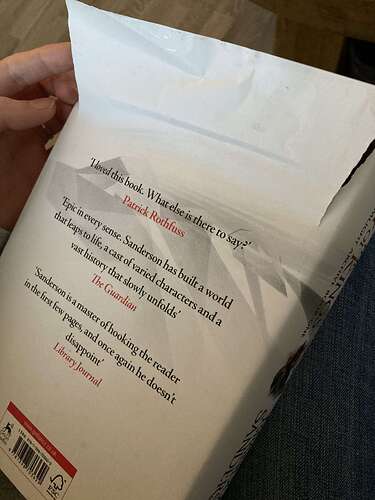 'I loved this book. What else is there to say?'
Patrick Rothfuss
'Epic in every sense. Sanderson has built a world
that leaps to life, a cast of varied characters and a
vast history that slowly unfolds'
The Guardian
'Sanderson is a master of hooking the reader
in the first few pages, and once again he doesn't
disappoint'
Library Journal
FSC